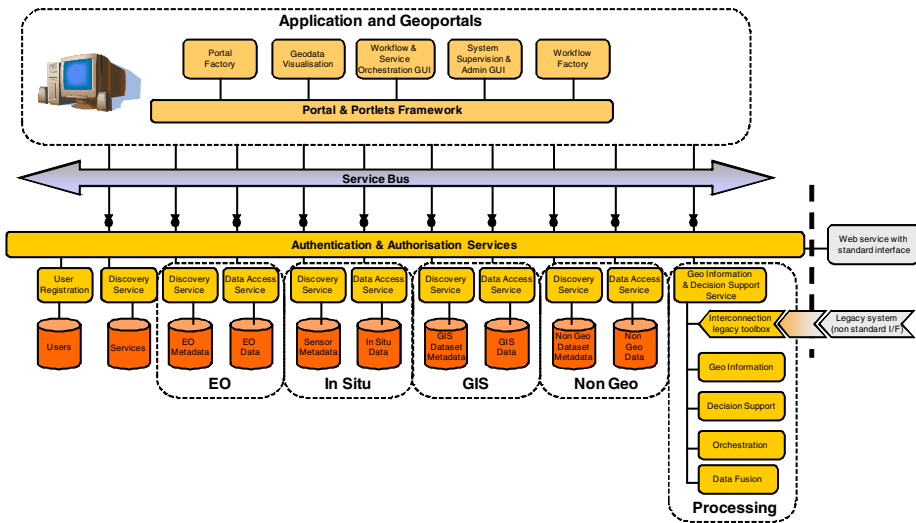 Application and Geoportals
Portal
Factory
Geodata
Visualisation
Workflow &
Service
Orchestration GUI
System
Supervision &
Admin GUI
Workflow
Factory
Portal & Portlets Framework
Service Bus
Authentication & Authorisation Services
Web service with
standard interface
User
Registration
Discovery
Service
Discovery
Service
Data Access
Service
Discovery
Service
Data Access
Service
Discovery
Service
Data Access
Service
Discovery
Service
Data Access
Service
Geo Information
& Decision Support
Service
Users
Services
EO
Metadata
EO
Data
Sensor
Metadata
In Situ
Data
GIS
Dataset
Metadata
GIS
Data
Non Geo
Dataset
Metadata
Non
Geo
Data
Interconnection
legacy toolbox
Legacy system
(non standard I/F)
EO
In Situ
GIS
Non Geo
Geo Information
Decision Support
Orchestration
Data Fusion
Processing